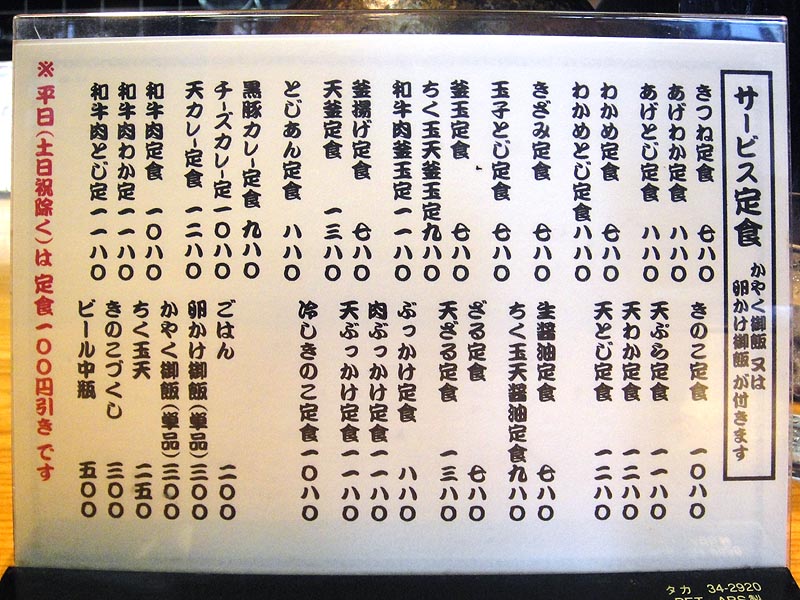 サービス定食
かやく御飯 又は
卵かけ御飯 が付きます
きつね定食 七八〇
あげわか定食 八八〇
あげとじ定食 八八〇
わかめ定食 七八〇
わかめとじ定食 八八〇
きざみ定食 七八〇
玉子とじ定食 七八〇
釜玉定食 七八〇
ちく玉天釜玉定 九八〇
和牛肉釜玉定 一一八〇
釜揚げ定食 七八〇
天釜定食 一三八〇
とじあん定食 八八〇
黒豚カレー定食 九八〇
チーズカレー定 一〇八〇
天カレー定食 一二八〇
和牛肉定食 一〇八〇
和牛肉わか定 一一八〇
和牛肉とじ定 一一八〇
きのこ定食 一〇八〇
天ぷら定食 一一八〇
天わか定食 一二八〇
天とじ定食 一二八〇
生醤油定食 七八〇
ちく玉天醤油定食 九八〇
ざる定食 七八〇
天ざる定食 一三八〇
ぶっかけ定食 八八〇
肉ぶっかけ定食 一一八〇
天ぶっかけ定食 一一八〇
冷しきのこ定食 一〇八〇
ごはん 二〇〇
卵かけ御飯(単品) 三〇〇
かやく御飯(単品) 三〇〇
ちく玉天 二五〇
きのこづくし 三〇〇
ビール中瓶 五〇〇
※平日(土日祝除く)は定食一〇〇円引きです
タカ 34-2920
PET ABS製